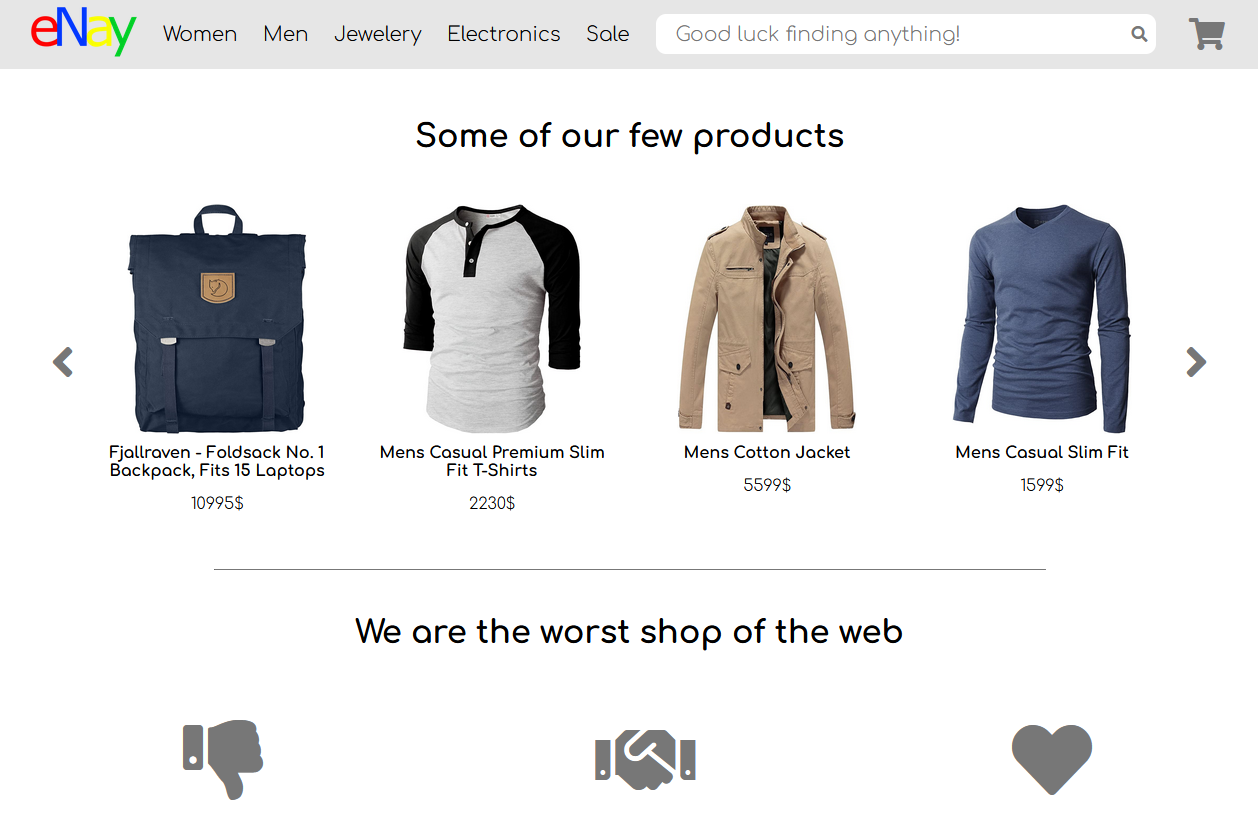 eNay Women Men Jewelery Electronics Sale Good luck finding anything!
Some of our few products
Fjallraven - Foldsack No. 1
Backpack, Fits 15 Laptops
10995$
Mens Casual Premium Slim
Fit T-Shirts
2230$
Mens Cotton Jacket
5599$
Mens Casual Slim Fit
1599$
We are the worst shop of the web